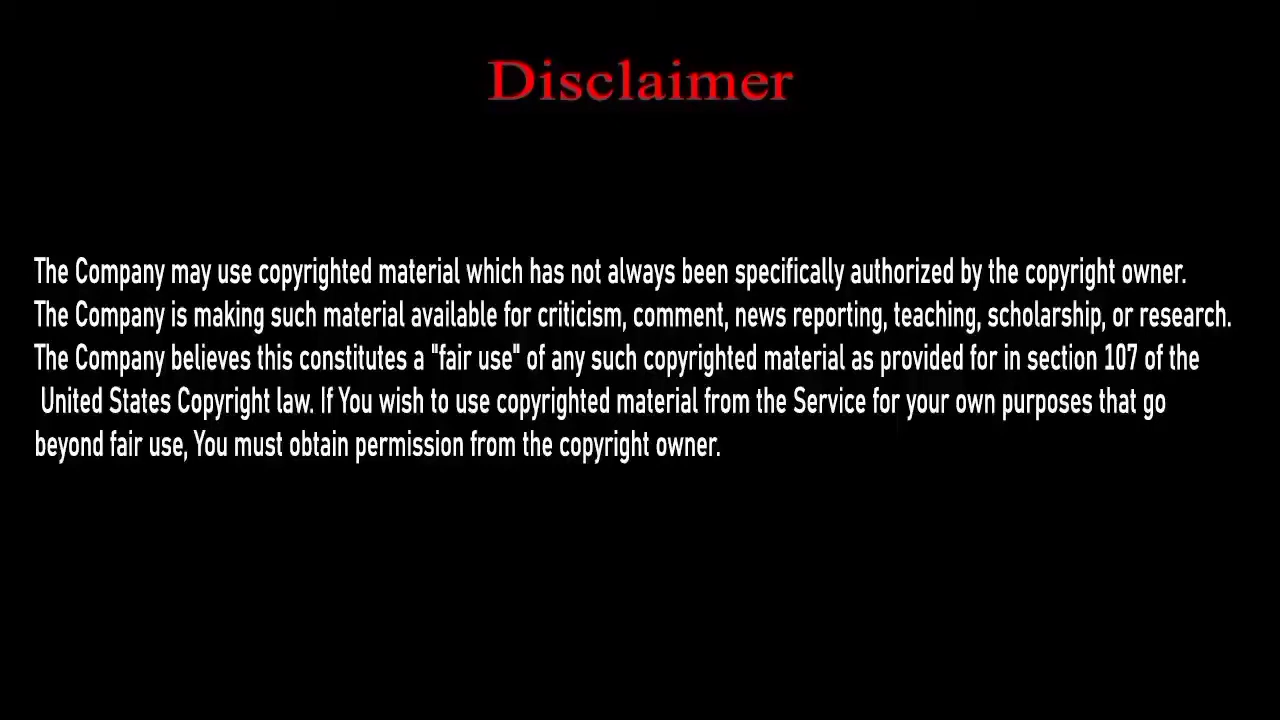 Disclaimer
The Company may use copyrighted material which has not always been specifically authorized by the copyright owner.
The Company is making such material available for criticism, comment, news reporting, teaching, scholarship, or research.
The Company believes this constitutes a "fair use" of any such copyrighted material as provided for in section 107 of the
United States Copyright law. If You wish to use copyrighted material from the Service for your own purposes that go
beyond fair use, You must obtain permission from the copyright owner.